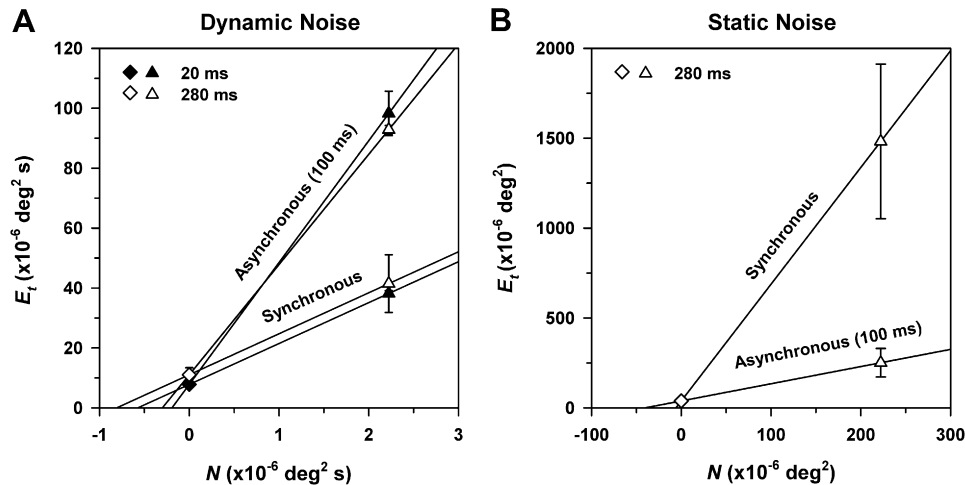 A
Dynamic Noise
20 ms
280 ms
Asynchronous (100 ms)
Synchronous
E_t (x10⁻⁶ deg² s)
120
100
80
60
40
20
0
-1
0
1
2
3
N (x10⁻⁶ deg² s)
B
Static Noise
280 ms
Synchronous
Asynchronous (100 ms)
E_t (x10⁻⁶ deg²)
2000
1500
1000
500
0
-100
0
100
200
300
N (x10⁻⁶ deg²)